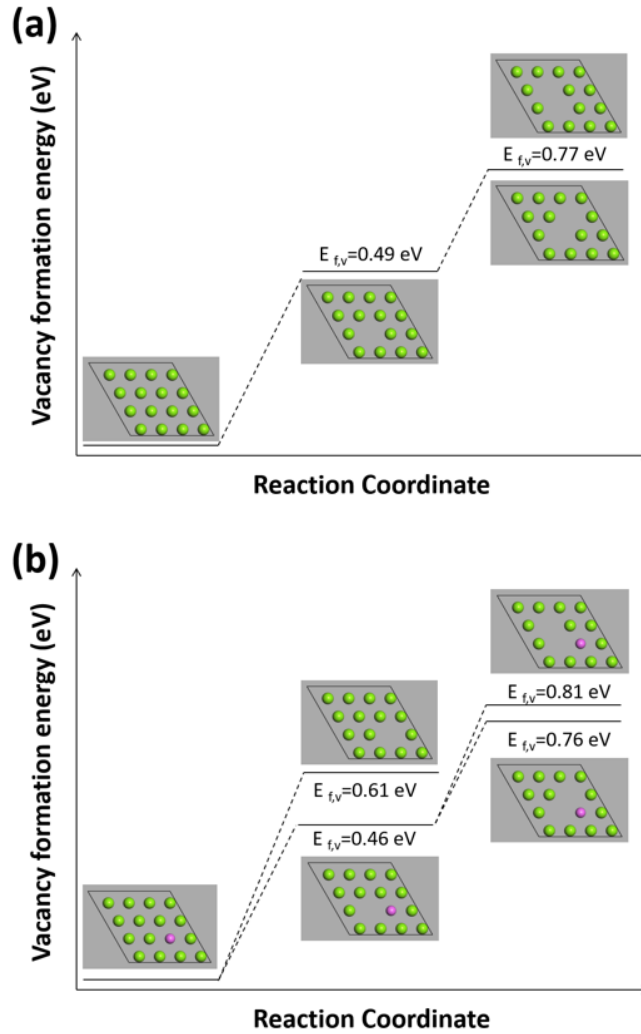 (a)
Vacancy formation energy (eV)
E f,v=0.77 eV
E f,v=0.49 eV
Reaction Coordinate
(b)
Vacancy formation energy (eV)
E f,v=0.81 eV
E f,v=0.76 eV
E f,v=0.61 eV
E f,v=0.46 eV
Reaction Coordinate